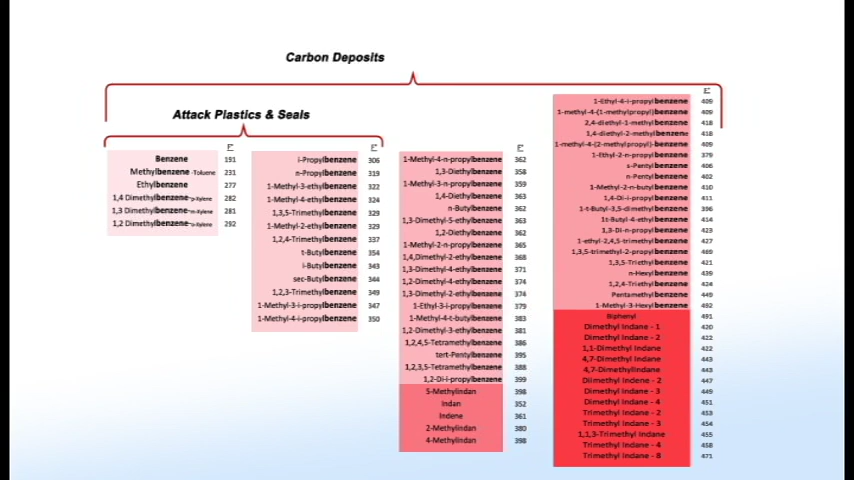 Carbon Deposits
Attack Plastics & Seals
F°
Benzene 191
Methylbenzene -Toluene 231
Ethylbenzene 277
1,4 Dimethylbenzene-p-Xylene 282
1,3 Dimethylbenzene-m-Xylene 281
1,2 Dimethylbenzene-o-Xylene 292
F°
i-Propylbenzene 306
n-Propylbenzene 319
1-Methyl-3-ethylbenzene 322
1-Methyl-4-ethylbenzene 324
1,3,5-Trimethylbenzene 329
1-Methyl-2-ethylbenzene 329
1,2,4-Trimethylbenzene 337
t-Butylbenzene 354
i-Butylbenzene 343
sec-Butylbenzene 344
1,2,3-Trimethylbenzene 349
1-Methyl-3-i-propylbenzene 347
1-Methyl-4-i-propylbenzene 350
F°
1-Methyl-4-n-propylbenzene 362
1,3-Diethylbenzene 358
1-Methyl-3-n-propylbenzene 359
1,4-Diethylbenzene 363
n-Butylbenzene 362
1,3-Dimethyl-5-ethylbenzene 363
1,2-Diethylbenzene 362
1-Methyl-2-n-propylbenzene 365
1,4,Dimethyl-2-ethylbenzene 368
1,3-Dimethyl-4-ethylbenzene 371
1,2-Dimethyl-4-ethylbenzene 374
1,3-Dimethyl-2-ethylbenzene 374
1-Ethyl-3-i-propylbenzene 379
1-Methyl-4-t-butylbenzene 383
1,2-Dimethyl-3-ethylbenzene 381
1,2,4,5-Tetramethylbenzene 386
tert-Pentylbenzene 395
1,2,3,5-Tetramethylbenzene 388
1,2-Di-i-propylbenzene 399
5-Methylindan 398
Indan 352
Indene 361
2-Methylindan 380
4-Methylindan 398
F°
1-Ethyl-4-i-propylbenzene 409
1-methyl-4-(1-methylpropyl)benzene 409
2,4-diethyl-1-methylbenzene 418
1,4-diethyl-2-methylbenzene 418
1-methyl-4-(2-methylpropyl)-benzene 409
1-Ethyl-2-n-propylbenzene 379
s-Pentylbenzene 406
n-Pentylbenzene 402
1-Methyl-2-n-butylbenzene 410
1,4-Di-i-propylbenzene 411
1-t-Butyl-3,5-dimethylbenzene 396
1t-Butyl-4-ethylbenzene 414
1,3-Di-n-propylbenzene 423
1-ethyl-2,4,5-trimethylbenzene 427
1,3,5-trimethyl-2-propylbenzene 469
1,3,5-Triethylbenzene 421
n-Hexylbenzene 439
1,2,4-Triethylbenzene 424
Pentamethylbenzene 449
1-Methyl-3-Hexylbenzene 492
Biphenyl 491
Dimethyl Indane - 1 420
Dimethyl Indane - 2 422
1,1-Dimethyl Indane 422
4,7-Dimethyl Indane 443
4,7-Dimethylindane 443
Diimethyl Indene - 2 447
Dimethyl Indane - 3 449
Dimethyl Indane - 4 451
Trimethyl Indane - 2 453
Trimethyl Indane - 3 454
1,1,3-Trimethyl Indane 455
Trimethyl Indane - 4 458
Trimethyl Indane - 8 471